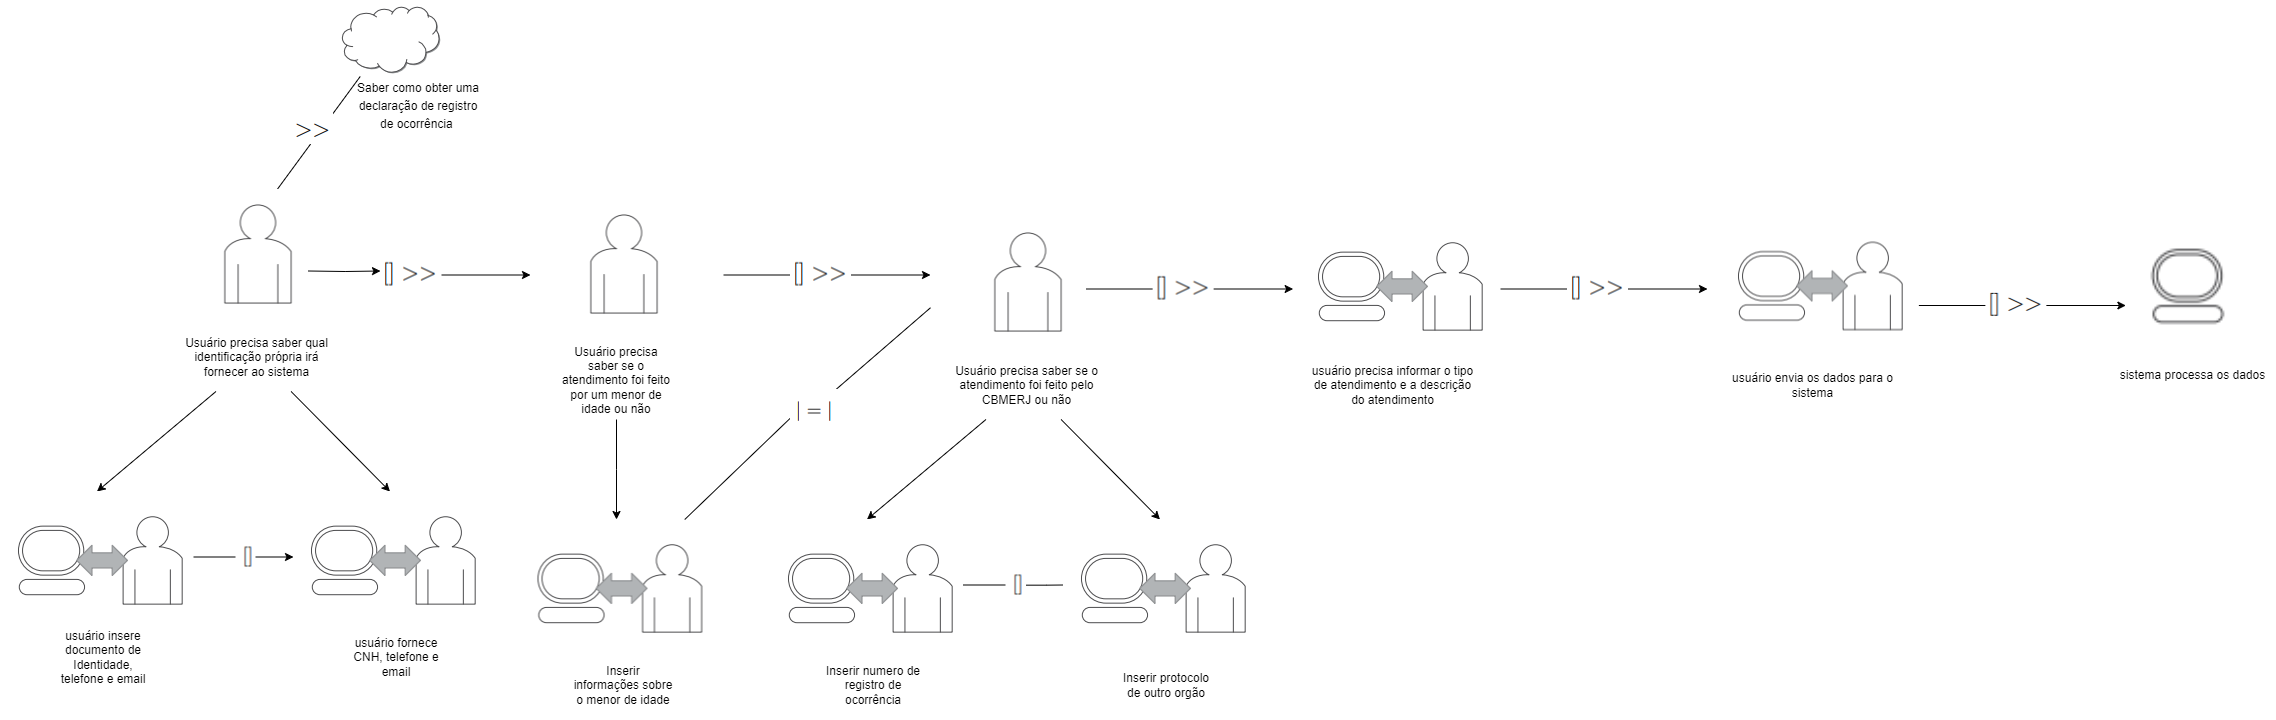 Saber como obter uma
declaração de registro
de ocorrência
>>
[] >>
[] >>
[] >>
[] >>
[] >>
Usuário precisa saber qual
identificação própria irá
fornecer ao sistema
Usuário precisa
saber se o
atendimento foi feito
por um menor de
idade ou não
Usuário precisa saber se o
atendimento foi feito pelo
CBMERJ ou não
usuário precisa informar o tipo
de atendimento e a descrição
do atendimento
usuário envia os dados para o
sistema
sistema processa os dados
| = |
[]
[]
usuário insere
documento de
Identidade,
telefone e email
usuário fornece
CNH, telefone e
email
Inserir
informações sobre
o menor de idade
Inserir numero de
registro de
ocorrência
Inserir protocolo
de outro orgão